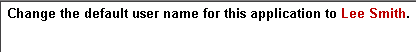 Change the default user name for this application to Lee Smith.